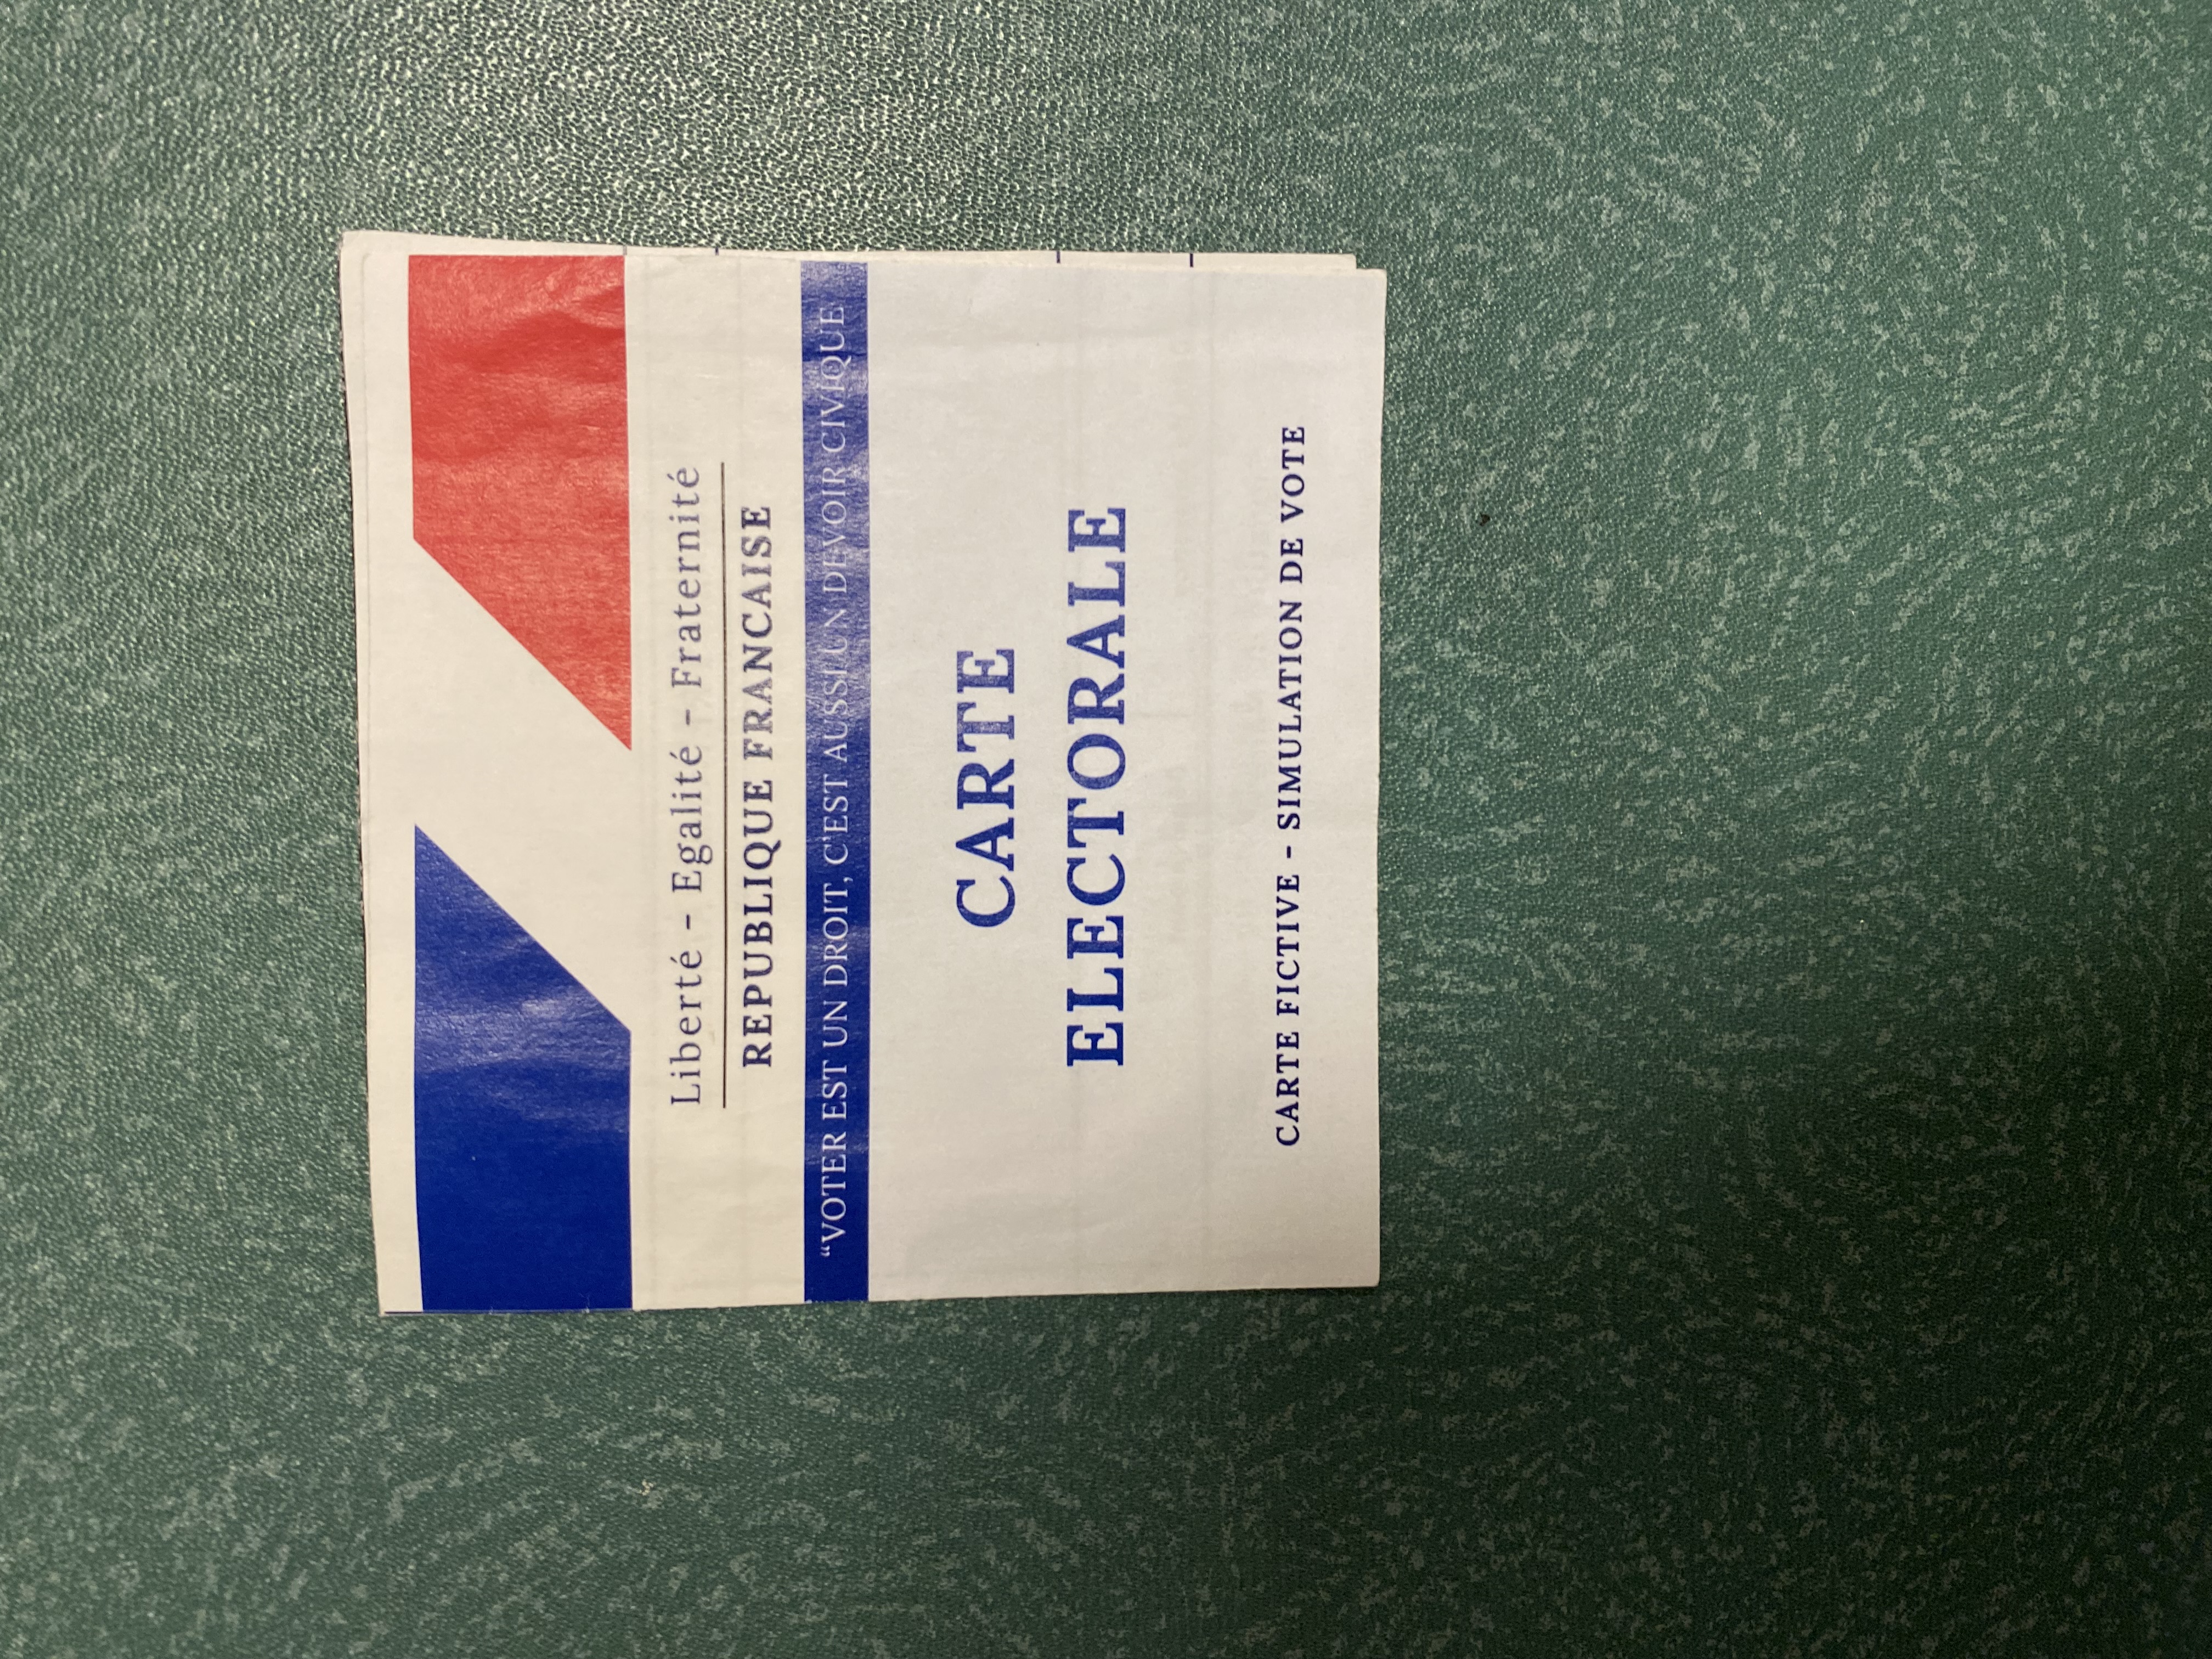 Liberté - Egalité - Fraternité
REPUBLIQUE FRANCAISE
“VOTER EST UN DROIT, C'EST AUSSI UN DEVOIR CIVIQUE
CARTE
ELECTORALE
CARTE FICTIVE - SIMULATION DE VOTE